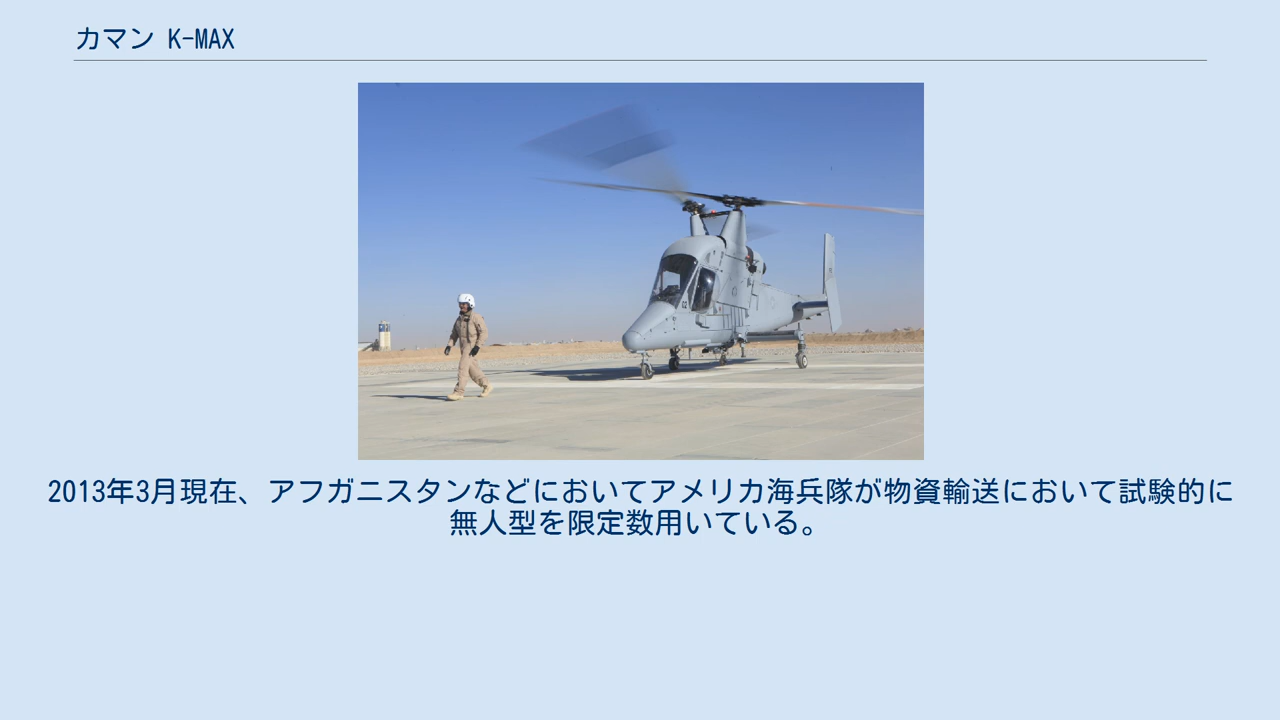 カマン K-MAX
2013年3月現在、アフガニスタンなどにおいてアメリカ海兵隊が物資輸送において試験的に
無人型を限定数用いている。